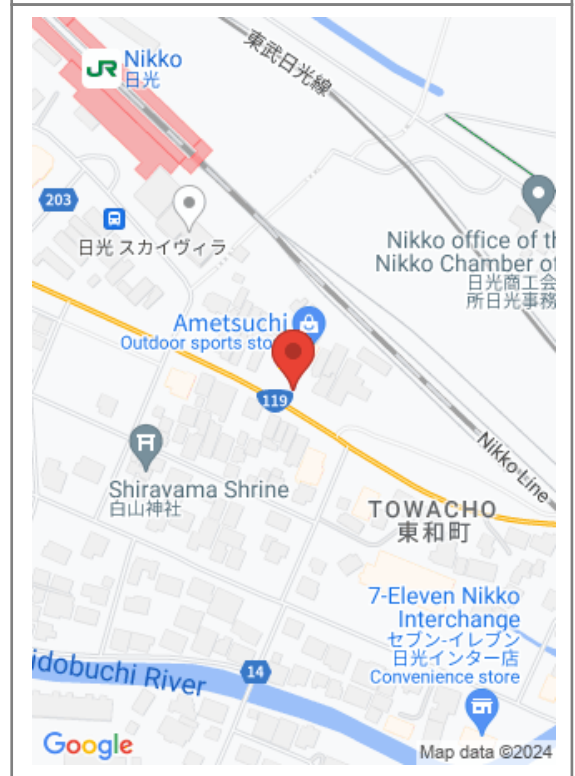 JR
Nikko
日光
東武日光線
203
日光 スカイヴィラ
Nikko office of th
Nikko Chamber of
日光商工会
所日光事務
Ametsuchi
Outdoor sports sto
119
Nikko Line
Shirayama Shrine
白山神社
TOWACHO
東和町
7-Eleven Nikko
Interchange
セブン-イレブン
日光インター店
Convenience store
idobuchi River
14
Google
Map data ©2024